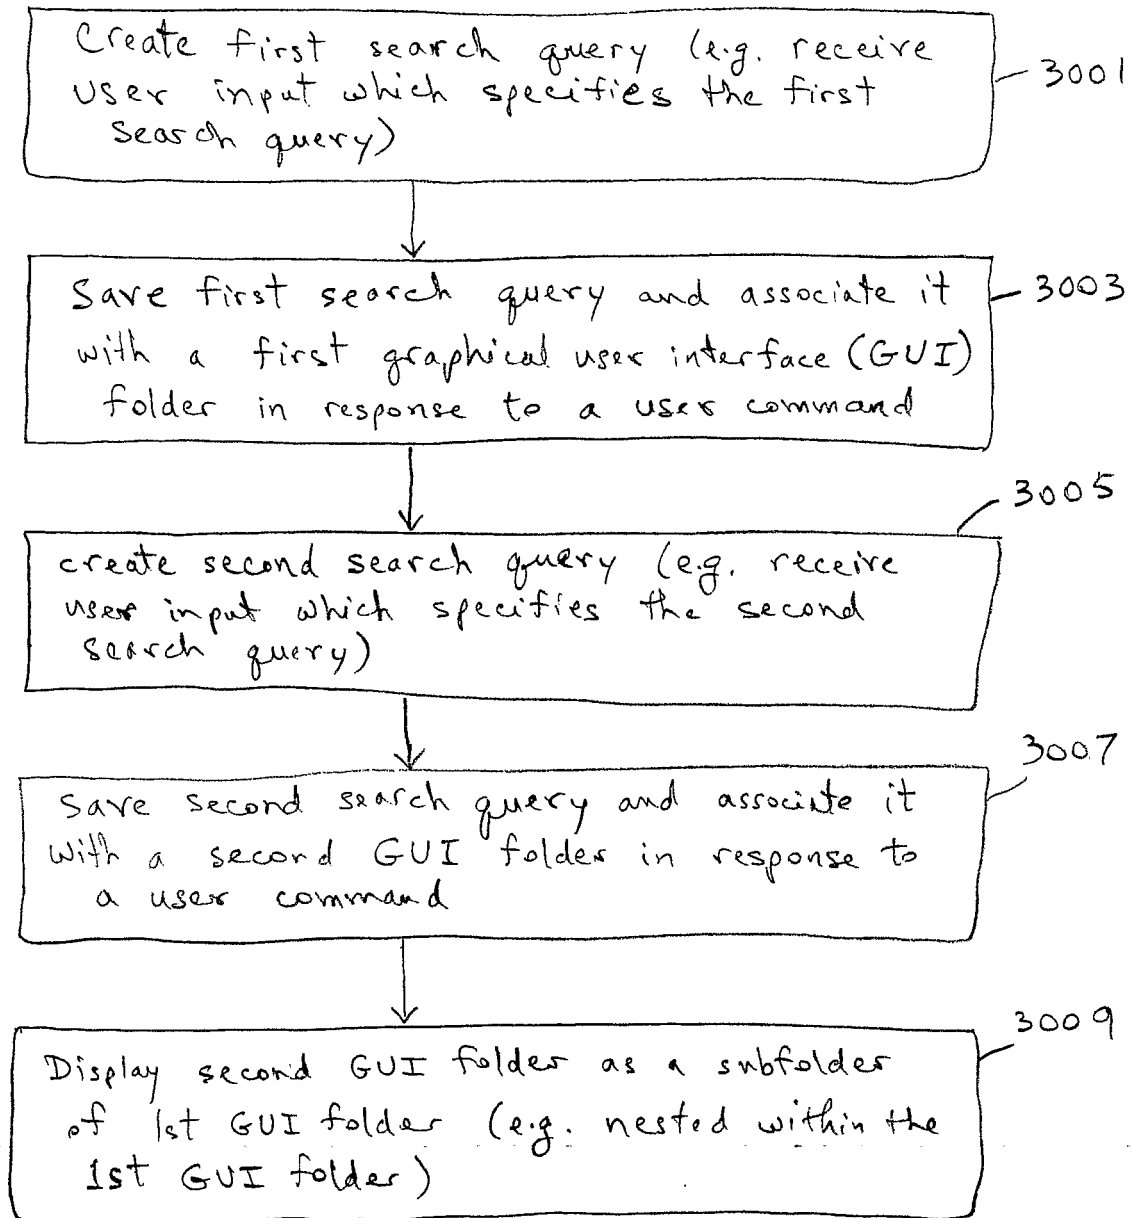 Create first search query (e.g. receive
user input which specifies the first
search query)
3001
Save first search query and associate it
with a first graphical user interface (GUI)
folder in response to a user command
3003
create second search query (e.g. receive
user input which specifies the second
search query)
3005
Save second search query and associate it
with a second GUI folder in response to
a user command
3007
Display second GUI folder as a subfolder
of 1st GUI folder (e.g. nested within the
1st GUI folder)
3009